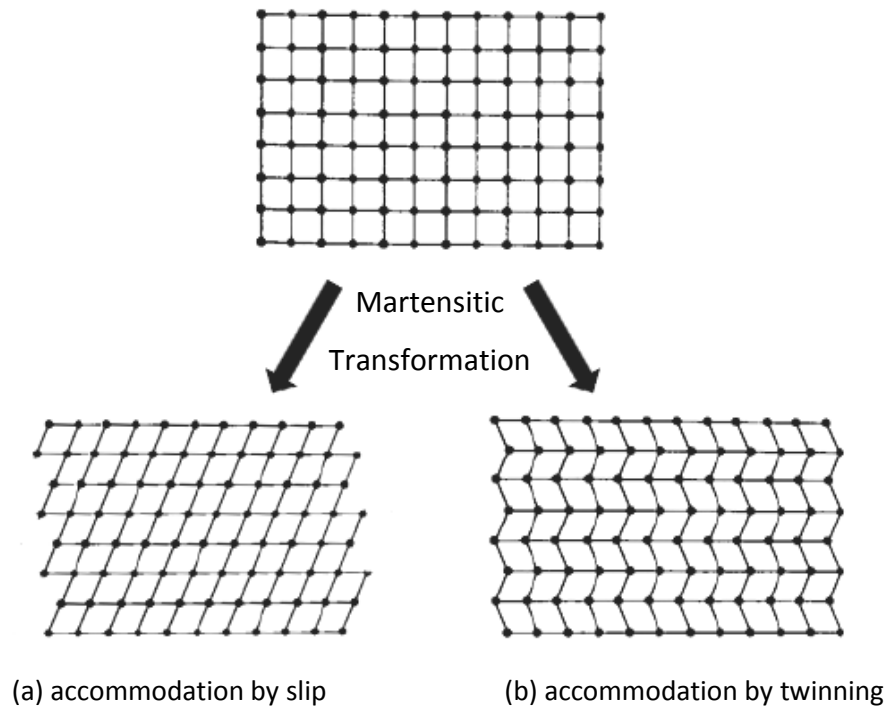 Martensitic
Transformation
(a) accommodation by slip
(b) accommodation by twinning